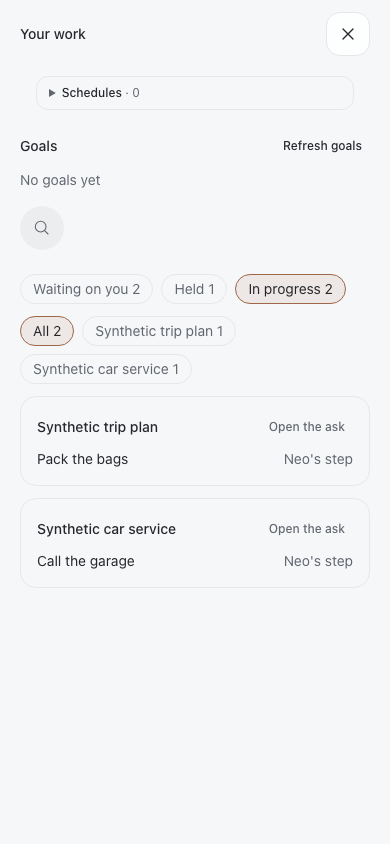 Your work
Schedules · 0
Goals
Refresh goals
No goals yet
Waiting on you 2
Held 1
In progress 2
All 2
Synthetic trip plan 1
Synthetic car service 1
Synthetic trip plan
Open the ask
Pack the bags
Neo's step
Synthetic car service
Open the ask
Call the garage
Neo's step